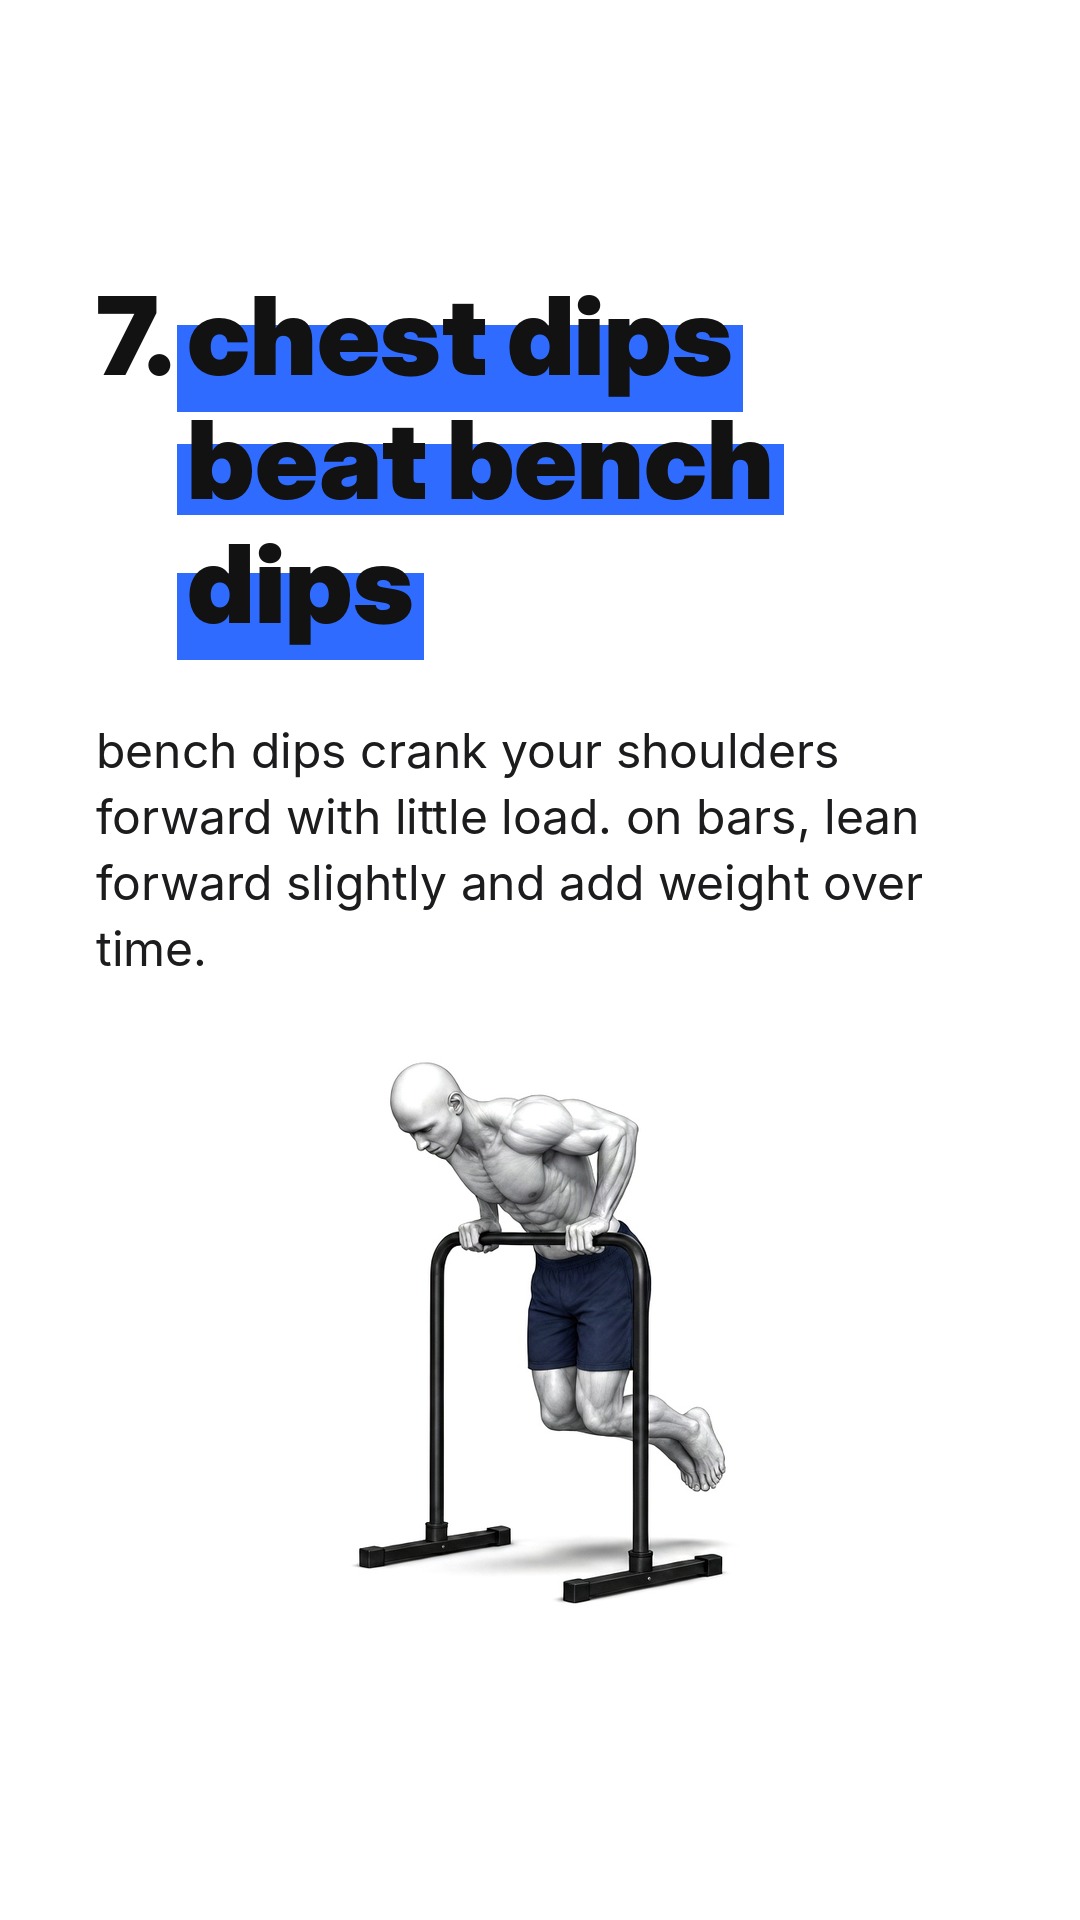 7. chest dips
beat bench
dips
bench dips crank your shoulders
forward with little load. on bars, lean
forward slightly and add weight over
time.